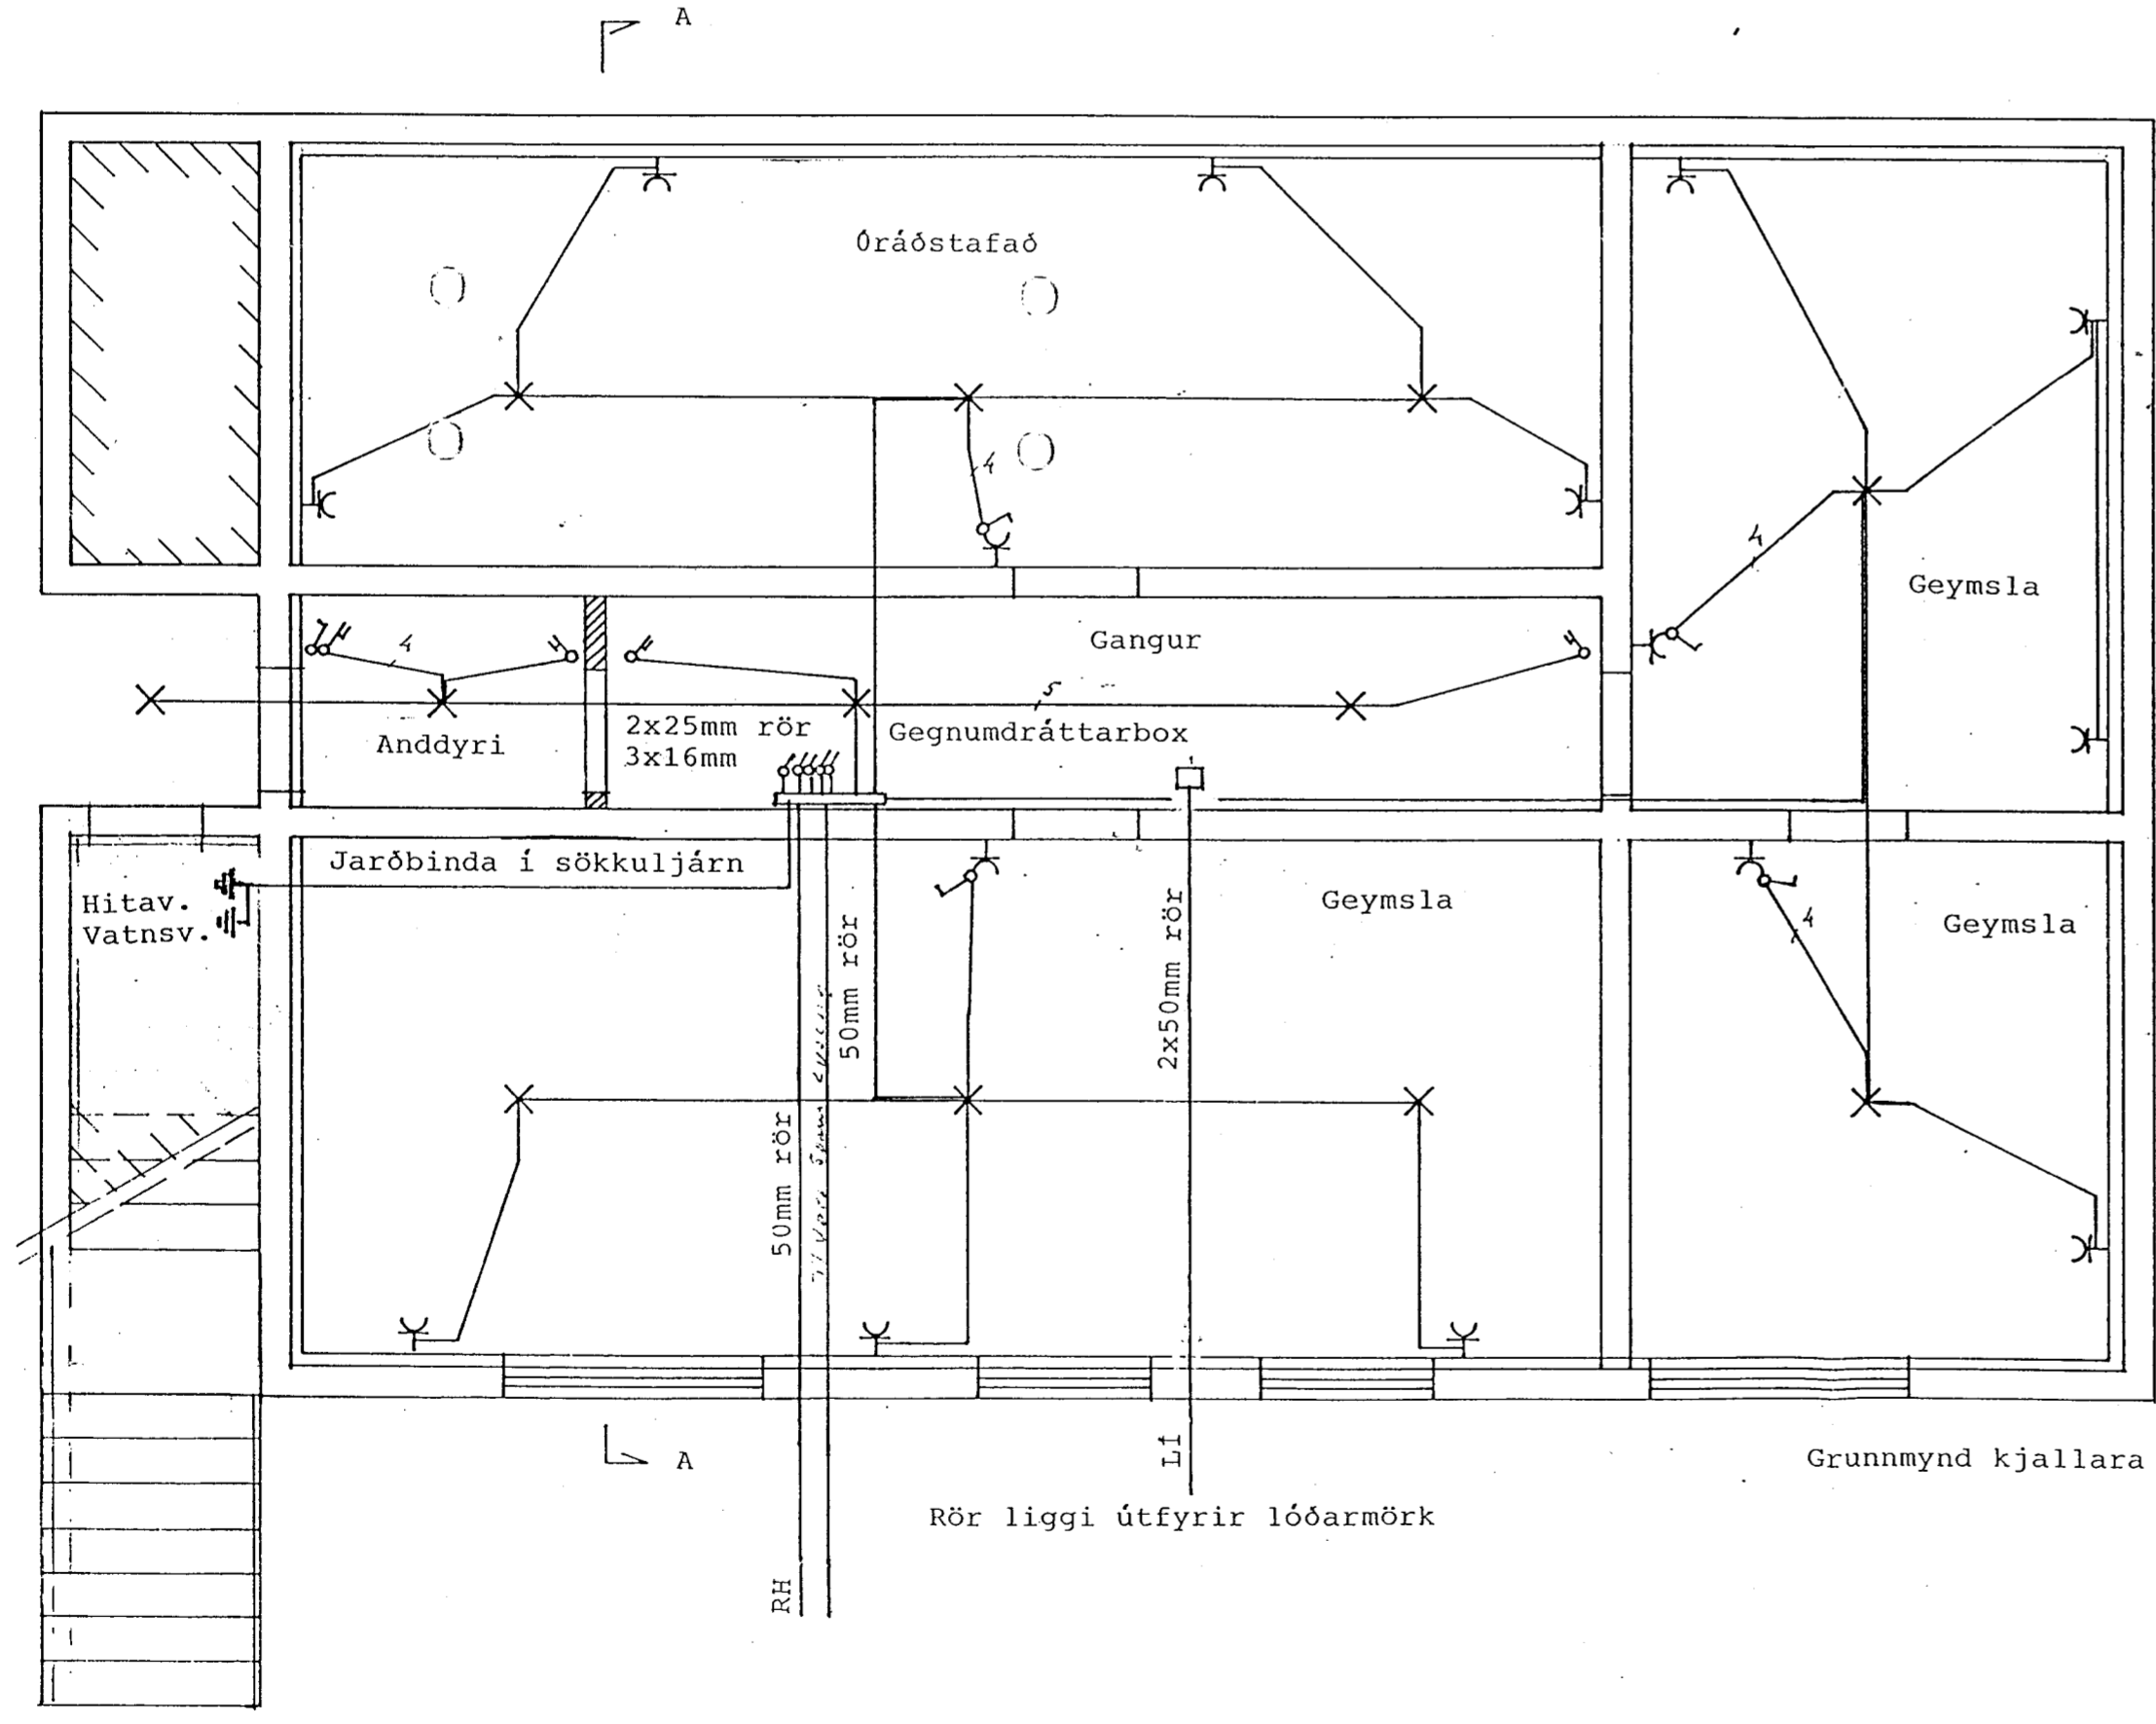 A
Óráðstafað
4
4
Geymsla
Gangur
4
5
2x25mm rör
3x16mm
Gegnumdráttarbox
Anddyri
Jarðbinda í sökkuljárn
Hitav.
Vatnsv.
50mm rör
2x50mm rör
Geymsla
4
Geymsla
50mm rör
A
LÍ
Grunnmynd kjallara
Rör liggi útfyrir lóðarmörk
RH